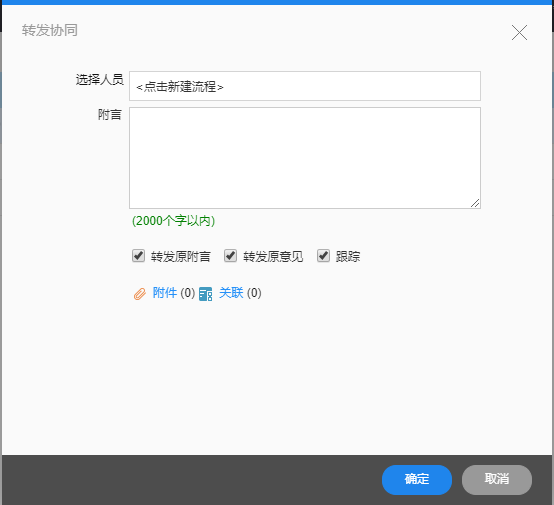 转发协同
选择人员 <点击新建流程>
附言
(2000个字以内)
转发原附言 转发原意见 跟踪
附件 (0) 关联 (0)
确定 取消